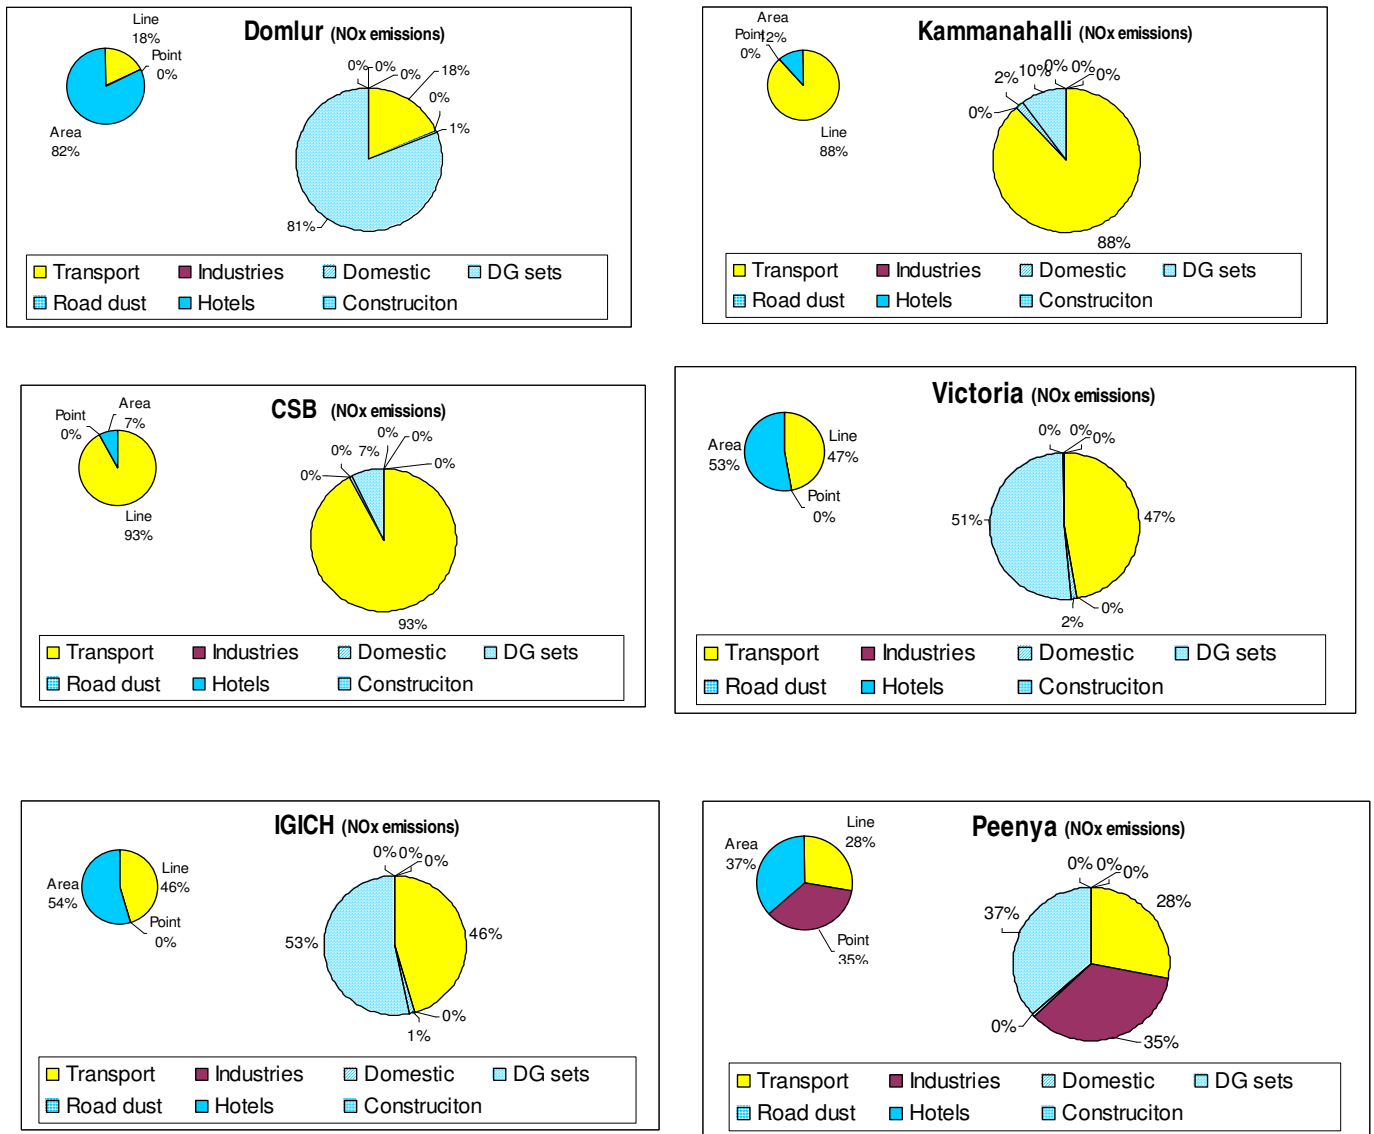 Domlur (NOx emissions)
Line
18%
Point
0%
Area
82%
0%
0%
0%
18%
0%
1%
81%
Transport Industries Domestic DG sets
Road dust Hotels Construciton
Kammanahalli (NOx emissions)
Area
12%
Point
0%
Line
88%
0%
2%
10%
0%
0%
0%
88%
Transport Industries Domestic DG sets
Road dust Hotels Construciton
CSB (NOx emissions)
Point
0%
Area
7%
Line
93%
0%
0%
7%
0%
0%
0%
93%
Transport Industries Domestic DG sets
Road dust Hotels Construciton
Victoria (NOx emissions)
Area
53%
Line
47%
Point
0%
0%
0%
0%
51%
47%
0%
2%
Transport Industries Domestic DG sets
Road dust Hotels Construciton
IGICH (NOx emissions)
Area
54%
Line
46%
Point
0%
0%
0%
0%
53%
46%
0%
1%
Transport Industries Domestic DG sets
Road dust Hotels Construciton
Peenya (NOx emissions)
Area
37%
Line
28%
Point
35%
0%
0%
0%
37%
28%
0%
35%
Transport Industries Domestic DG sets
Road dust Hotels Construciton